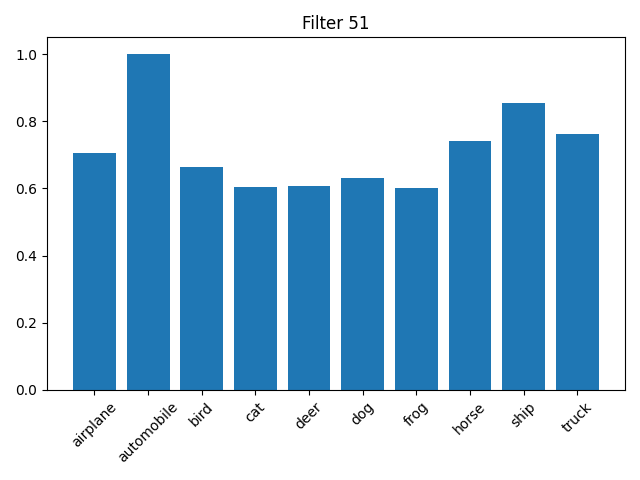 Filter 51
1.0
0.8
0.6
0.4
0.2
0.0
airplane
automobile
bird
cat
deer
dog
frog
horse
ship
truck